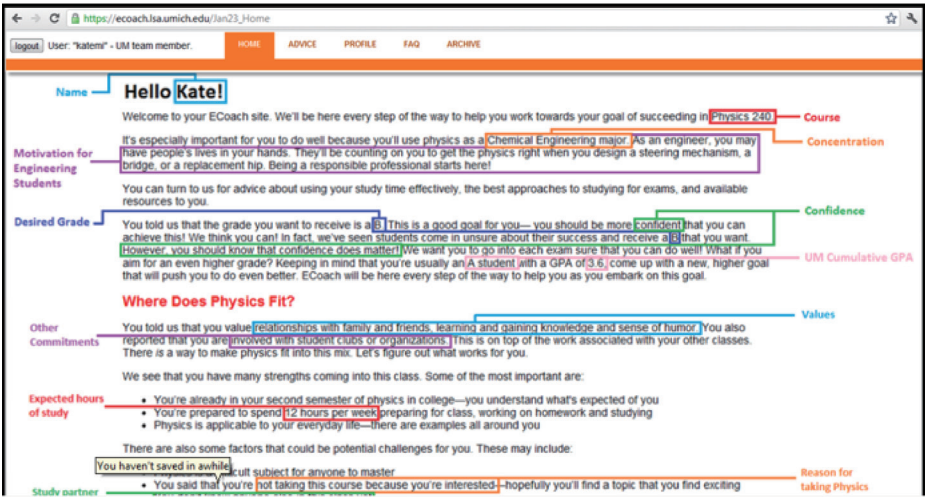 https://ecoach.lsa.umich.edu/Jan23_Home
logout User: "katemi" - UM team member. HOME ADVICE PROFILE FAQ ARCHIVE
Name
Hello Kate!
Welcome to your ECoach site. We'll be here every step of the way to help you work towards your goal of succeeding in Physics 240.
Course
It's especially important for you to do well because you'll use physics as a Chemical Engineering major. As an engineer, you may
Concentration
have people's lives in your hands. They'll be counting on you to get the physics right when you design a steering mechanism, a
bridge, or a replacement hip. Being a responsible professional starts here!
Motivation for
Engineering
Students
You can turn to us for advice about using your study time effectively, the best approaches to studying for exams, and available
resources to you.
Desired Grade
You told us that the grade you want to receive is a B. This is a good goal for you— you should be more confident that you can
Confidence
achieve this! We think you can! In fact, we've seen students come in unsure about their success and receive a B that you want.
However, you should know that confidence does matter! We want you to go into each exam sure that you can do well! What if you
aim for an even higher grade? Keeping in mind that you're usually an A student with a GPA of 3.6, come up with a new, higher goal
UM Cumulative GPA
that will push you to do even better. ECoach will be here every step of the way to help you as you embark on this goal.
Where Does Physics Fit?
Values
Other
Commitments
You told us that you value relationships with family and friends, learning and gaining knowledge and sense of humor. You also
reported that you are involved with student clubs or organizations. This is on top of the work associated with your other classes.
There is a way to make physics fit into this mix. Let's figure out what works for you.
We see that you have many strengths coming into this class. Some of the most important are:
Expected hours
of study
You're already in your second semester of physics in college—you understand what's expected of you
You're prepared to spend 12 hours per week preparing for class, working on homework and studying
Physics is applicable to your everyday life—there are examples all around you
There are also some factors that could be potential challenges for you. These may include:
You haven't saved in awhile
subject for anyone to master
You said that you're not taking this course because you're interested—hopefully you'll find a topic that you find exciting
Reason for
taking Physics
Study partner